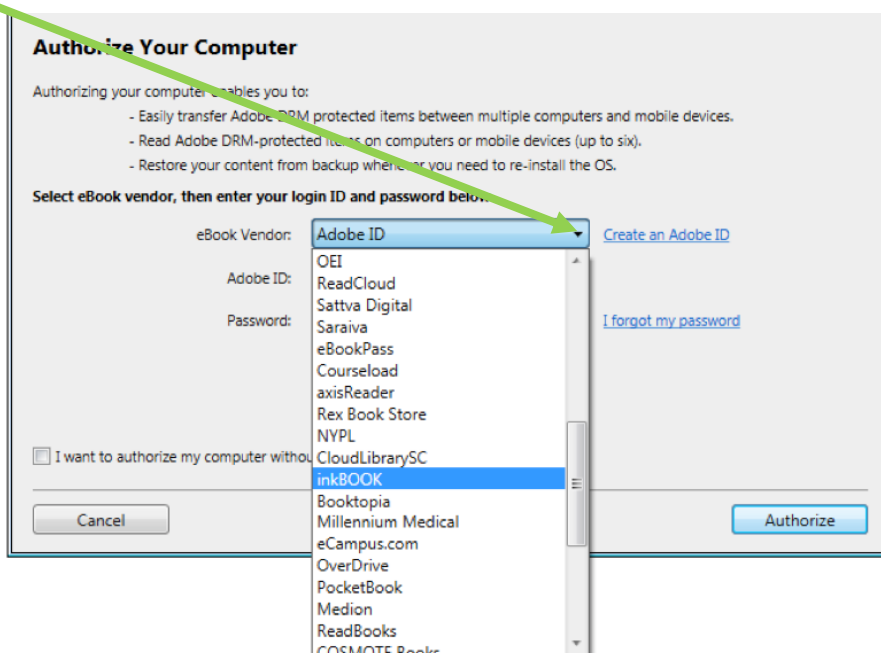 Authorize Your Computer
Authorizing your computer enables you to:
- Easily transfer Adobe DRM protected items between multiple computers and mobile devices.
- Read Adobe DRM-protected items on computers or mobile devices (up to six).
- Restore your content from backup whenever you need to re-install the OS.
Select eBook vendor, then enter your login ID and password below
eBook Vendor: Adobe ID Create an Adobe ID
OEI
Adobe ID: ReadCloud
Sattva Digital
Password: Saraiva I forgot my password
eBookPass
Courseload
axisReader
Rex Book Store
NYPL
I want to authorize my computer CloudLibrarySC
inkBOOK
Booktopia
Cancel Millennium Medical Authorize
eCampus.com
OverDrive
PocketBook
Medion
ReadBooks
COSMOTE Books